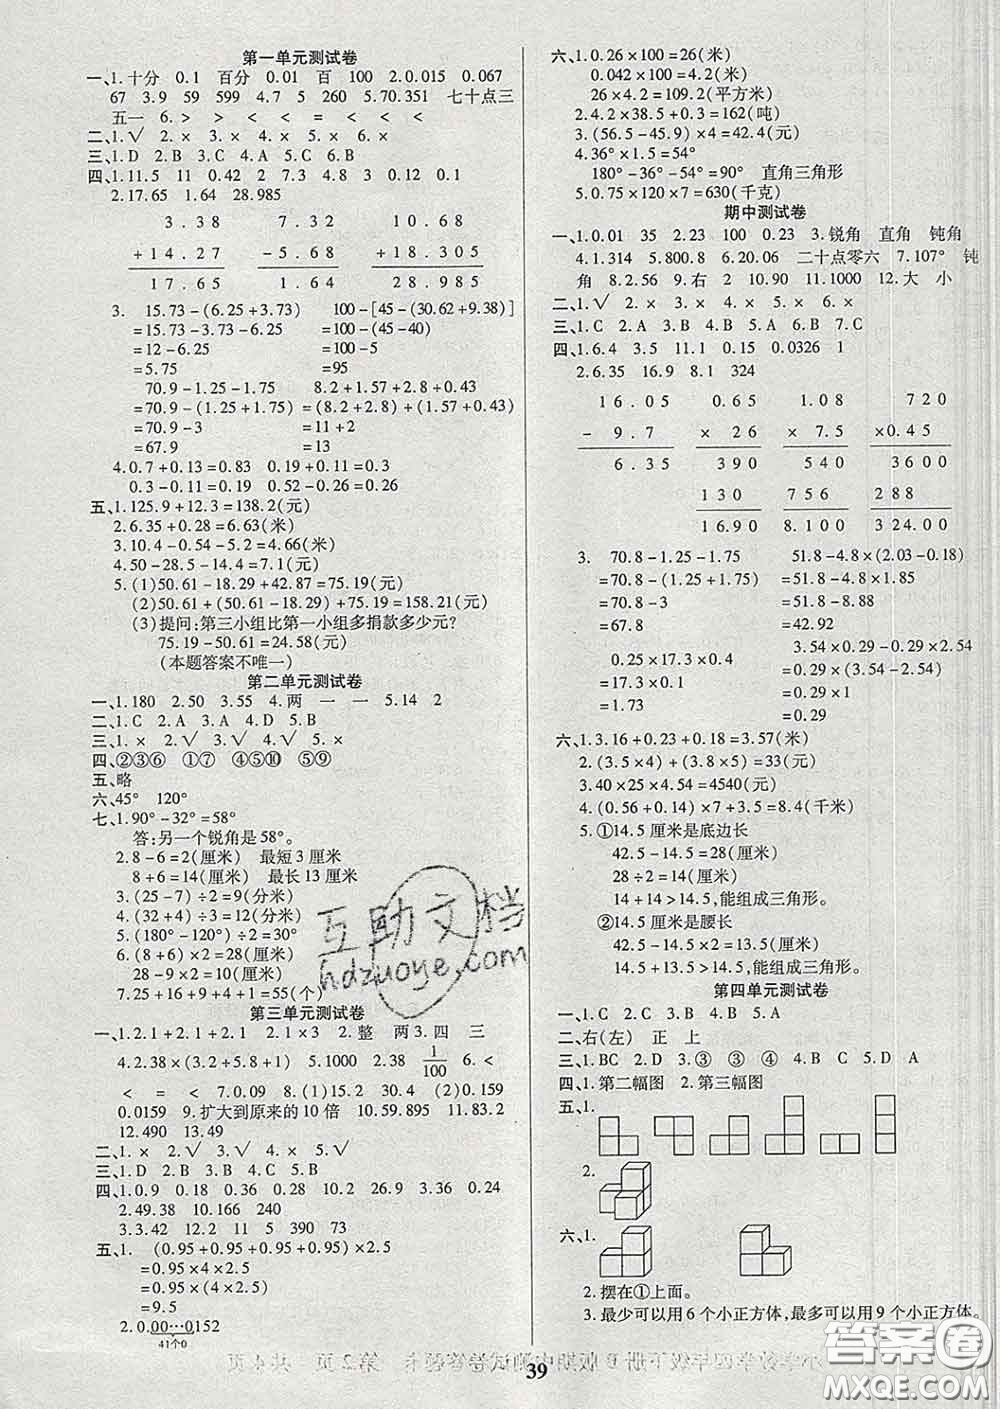 第一单元测试卷
一、1.十分 0.1 百分 0.01 百 100 2.0.015 0.067
67 3.9 59 599 4.7 5 260 5.70.351 七十点三
五一 6.> > < < = < < <
二、1.√ 2.× 3.× 4.× 5.× 6.×
三、1.D 2.B 3.C 4.A 5.C 6.B
四、1.11.5 11 0.42 2 7.3 4.8 3 0.12 0.1
2.17.65 1.64 28.985
3.38 7.32 10.68
+14.27 -5.68 +18.305
17.65 1.64 28.985
3. 15.73-(6.25+3.73) 100-[45-(30.62+9.38)]
=15.73-3.73-6.25 =100-(45-40)
=12-6.25 =100-5
=5.75 =95
70.9-1.25-1.75 8.2+1.57+2.8+0.43
=70.9-(1.25+1.75) =(8.2+2.8)+(1.57+0.43)
=70.9-3 =11+2
=67.9 =13
4.0.7+0.13=0.83 0.19+0.11=0.3
0.3-0.11=0.19 0.83-0.57=0.26
五、1.125.9+12.3=138.2(元)
2.6.35+0.28=6.63(米)
3.10.4-0.54-5.2=4.66(米)
4.50-28.5-14.4=7.1(元)
5.(1)50.61-18.29+42.87=75.19(元)
(2)50.61+(50.61-18.29)+75.19=158.21(元)
(3)提问:第三小组比第一小组多捐款多少元?
75.19-50.61=24.58(元)
(本题答案不唯一)
第二单元测试卷
一、1.180 2.50 3.55 4.两 一 一 5.14 2
二、1.C 2.A 3.A 4.D 5.B
三、1.× 2.√ 3.√ 4.√ 5.×
四、②③⑥ ①⑦ ④⑤⑩ ⑤⑨
五、略
六、45° 120°
七、1.90°-32°=58°
答:另一个锐角是58°。
2.8-6=2(厘米) 最短3厘米
8+6=14(厘米) 最长13厘米
3.(25-7)÷2=9(分米)
4.(32+4)÷3=12(分米)
5.(180°-120°)÷2=30°
6.(8+6)×2=28(厘米)
28-9×2=10(厘米)
7.25+16+9+4+1=55(个)
第三单元测试卷
一、1.2.1+2.1+2.1 2.1×3 2.整 两 3.四 三
4.2.38×(3.2+5.8+1) 5.1000 2.38 1/100 6.<
< = < = 7.0.09 8.(1)15.2 30.4 (2)0.159
0.0159 9.扩大到原来的10倍 10.59.895 11.83.2
12.490 13.49
二、1.× 2.√ 3.√ 4.× 5.√
三、1.D 2.B 3.C 4.B 5.D 6.A
四、1.0.9 0.18 0.36 0.28 10.2 26.9 3.36 0.24
2.49.38 10.166 240
3.3.42 12.2 11 5 390 73
五、1. (0.95+0.95+0.95+0.95)×2.5
=0.95×4×2.5
=0.95×(4×2.5)
=9.5
2.0.00…0152
41个0
六、1.0.26×100=26(米)
0.042×100=4.2(米)
26×4.2=109.2(平方米)
2.4.2×38.5+0.3=162(吨)
3.(56.5-45.9)×4=42.4(元)
4.36°×1.5=54°
180°-36°-54°=90° 直角三角形
5.0.75×120×7=630(千克)
期中测试卷
一、1.0.01 35 2.23 100 0.23 3.锐角 直角 钝角
4.1.314 5.800.8 6.20.06 二十点零六 7.107° 钝
角 8.2.56 9.右 2 10.90 11.1000 12.大 小
二、1.√ 2.× 3.× 4.× 5.× 6.×
三、1.C 2.A 3.B 4.C 5.A 6.B 7.C
四、1.6.4 3.5 11.1 0.15 0.0326 1
2.6.35 16.9 8.1 324
16.05 0.65 1.08 720
-9.7 ×26 ×7.5 ×0.45
6.35 390 540 3600
130 756 288
16.90 8.100 324.00
3. 70.8-1.25-1.75 51.8-4.8×(2.03-0.18)
=70.8-(1.25+1.75) =51.8-4.8×1.85
=70.8-3 =51.8-8.88
=67.8 =42.92
0.25×17.3×0.4 3.54×0.29-0.29×2.54
=0.25×0.4×17.3 =0.29×(3.54-2.54)
=0.1×17.3 =0.29×1
=1.73 =0.29
六、1.3.16+0.23+0.18=3.57(米)
2.(3.5×4)+(3.8×5)=33(元)
3.40×25×4.54=4540(元)
4.(0.56+0.14)×7+3.5=8.4(千米)
5.①14.5厘米是底边长
42.5-14.5=28(厘米)
28÷2=14(厘米)
14+14>14.5,能组成三角形。
②14.5厘米是腰长
42.5-14.5×2=13.5(厘米)
14.5+13.5>14.5,能组成三角形。
第四单元测试卷
一、1.C 2.C 3.B 4.B 5.A
二、右(左) 正 上
三、1.BC 2.D 3.③ ③ ④ 4.B C 5.D A
四、1.第二幅图 2.第三幅图
五、1.
2.
六、1.
2.摆在①上面。
3.最少可以用6个小正方体,最多可以用9个小正方体。
39
互助文档
hdzuoye.com
答案圈
MXQE.COM